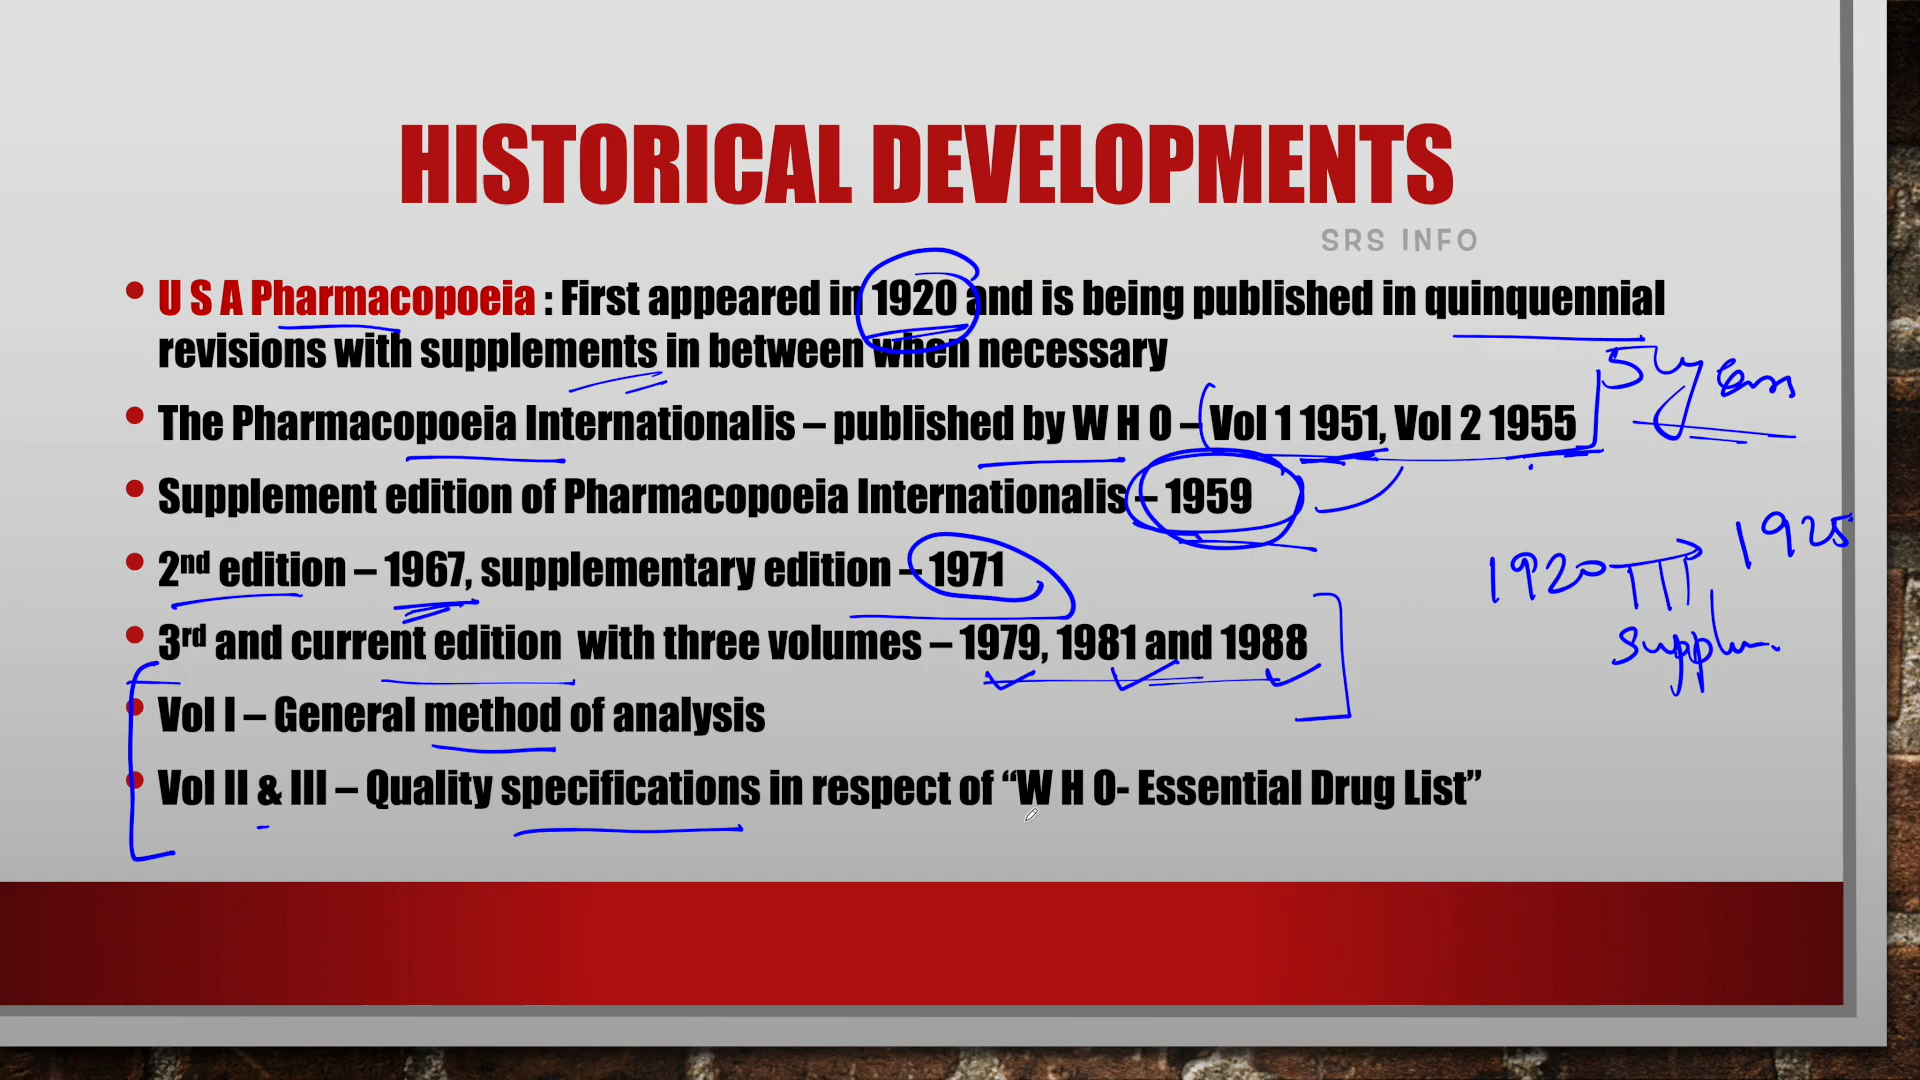 HISTORICAL DEVELOPMENTS
SRS INFO
• U S A Pharmacopoeia : First appeared in 1920 and is being published in quinquennial
revisions with supplements in between when necessary
5 years
• The Pharmacopoeia Internationalis – published by W H O – Vol 1 1951, Vol 2 1955
• Supplement edition of Pharmacopoeia Internationalis – 1959
• 2nd edition – 1967, supplementary edition – 1971
1920 → 1925
Supplm.
• 3rd and current edition with three volumes – 1979, 1981 and 1988
• Vol I – General method of analysis
• Vol II & III – Quality specifications in respect of “W H O- Essential Drug List”